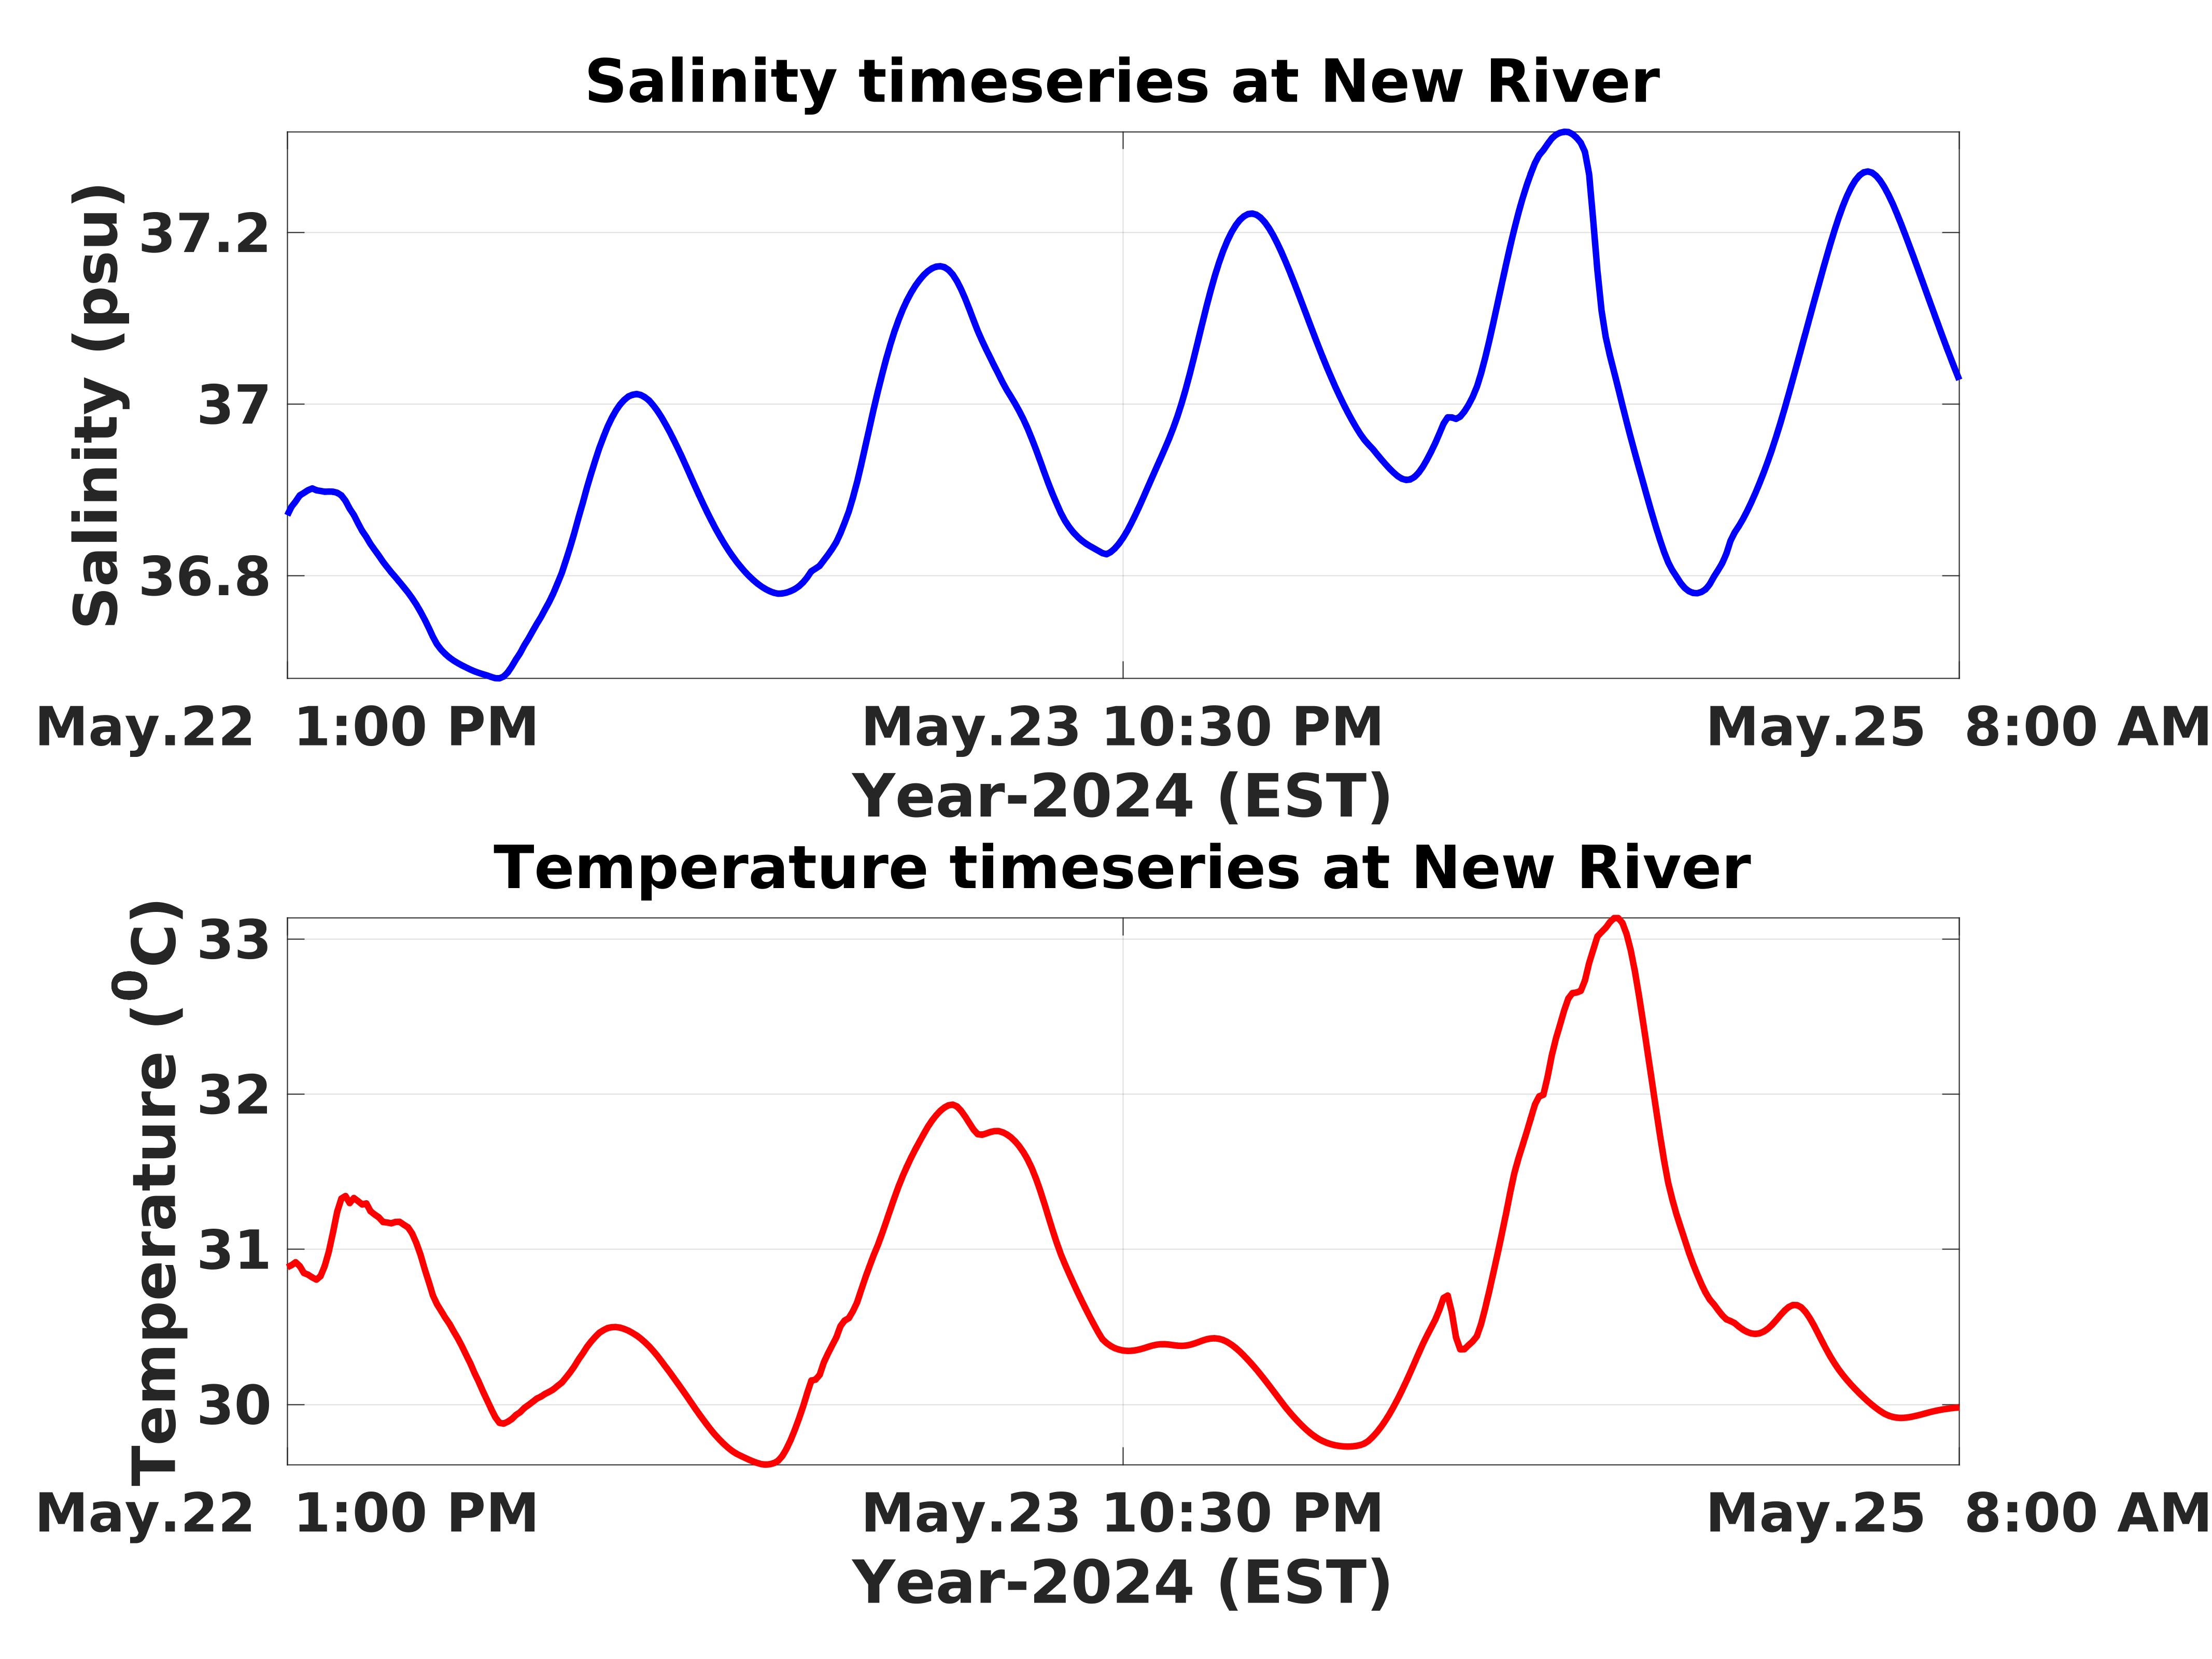 Salinity timeseries at New River
Salinity (psu)
37.2
37
36.8
May.22 1:00 PM May.23 10:30 PM May.25 8:00 AM
Year-2024 (EST)
Temperature timeseries at New River
Temperature (⁰C)
33
32
31
30
May.22 1:00 PM May.23 10:30 PM May.25 8:00 AM
Year-2024 (EST)